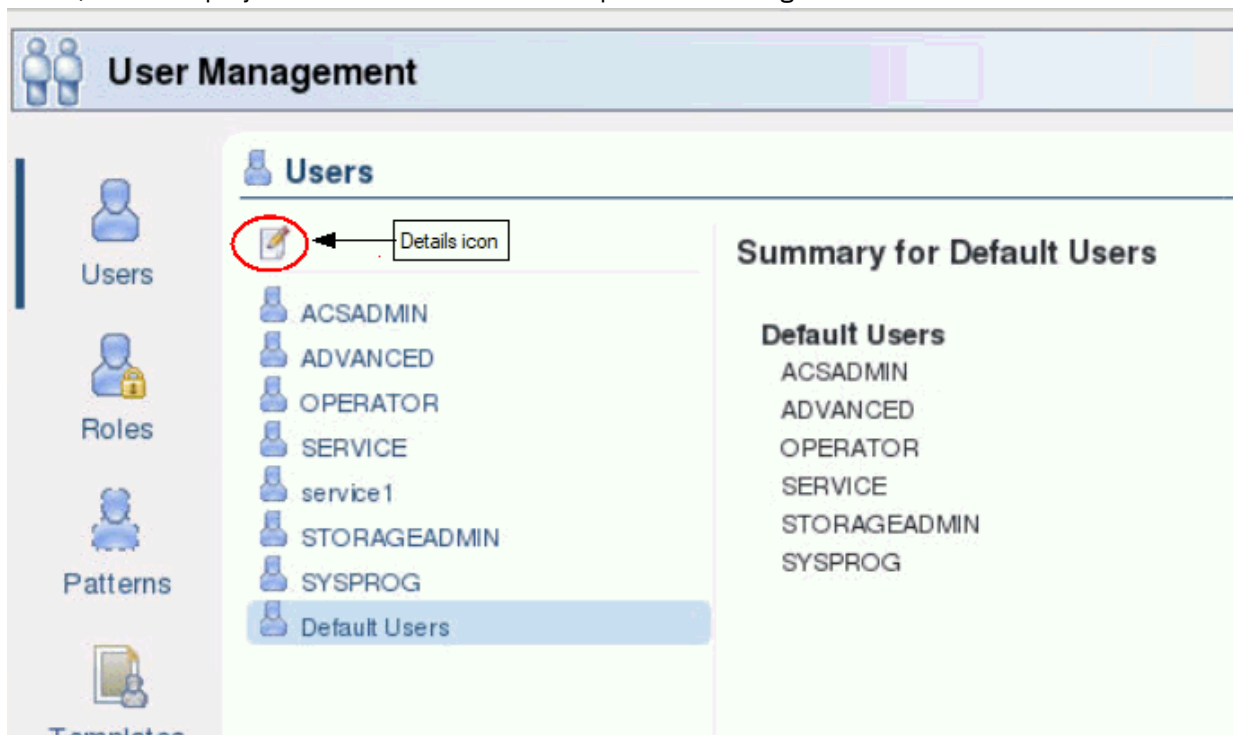 User Management
Users
Roles
Patterns
Templates
Users
Details icon
ACSADMIN
ADVANCED
OPERATOR
SERVICE
service1
STORAGEADMIN
SYSPROG
Default Users
Summary for Default Users
Default Users
ACSADMIN
ADVANCED
OPERATOR
SERVICE
STORAGEADMIN
SYSPROG